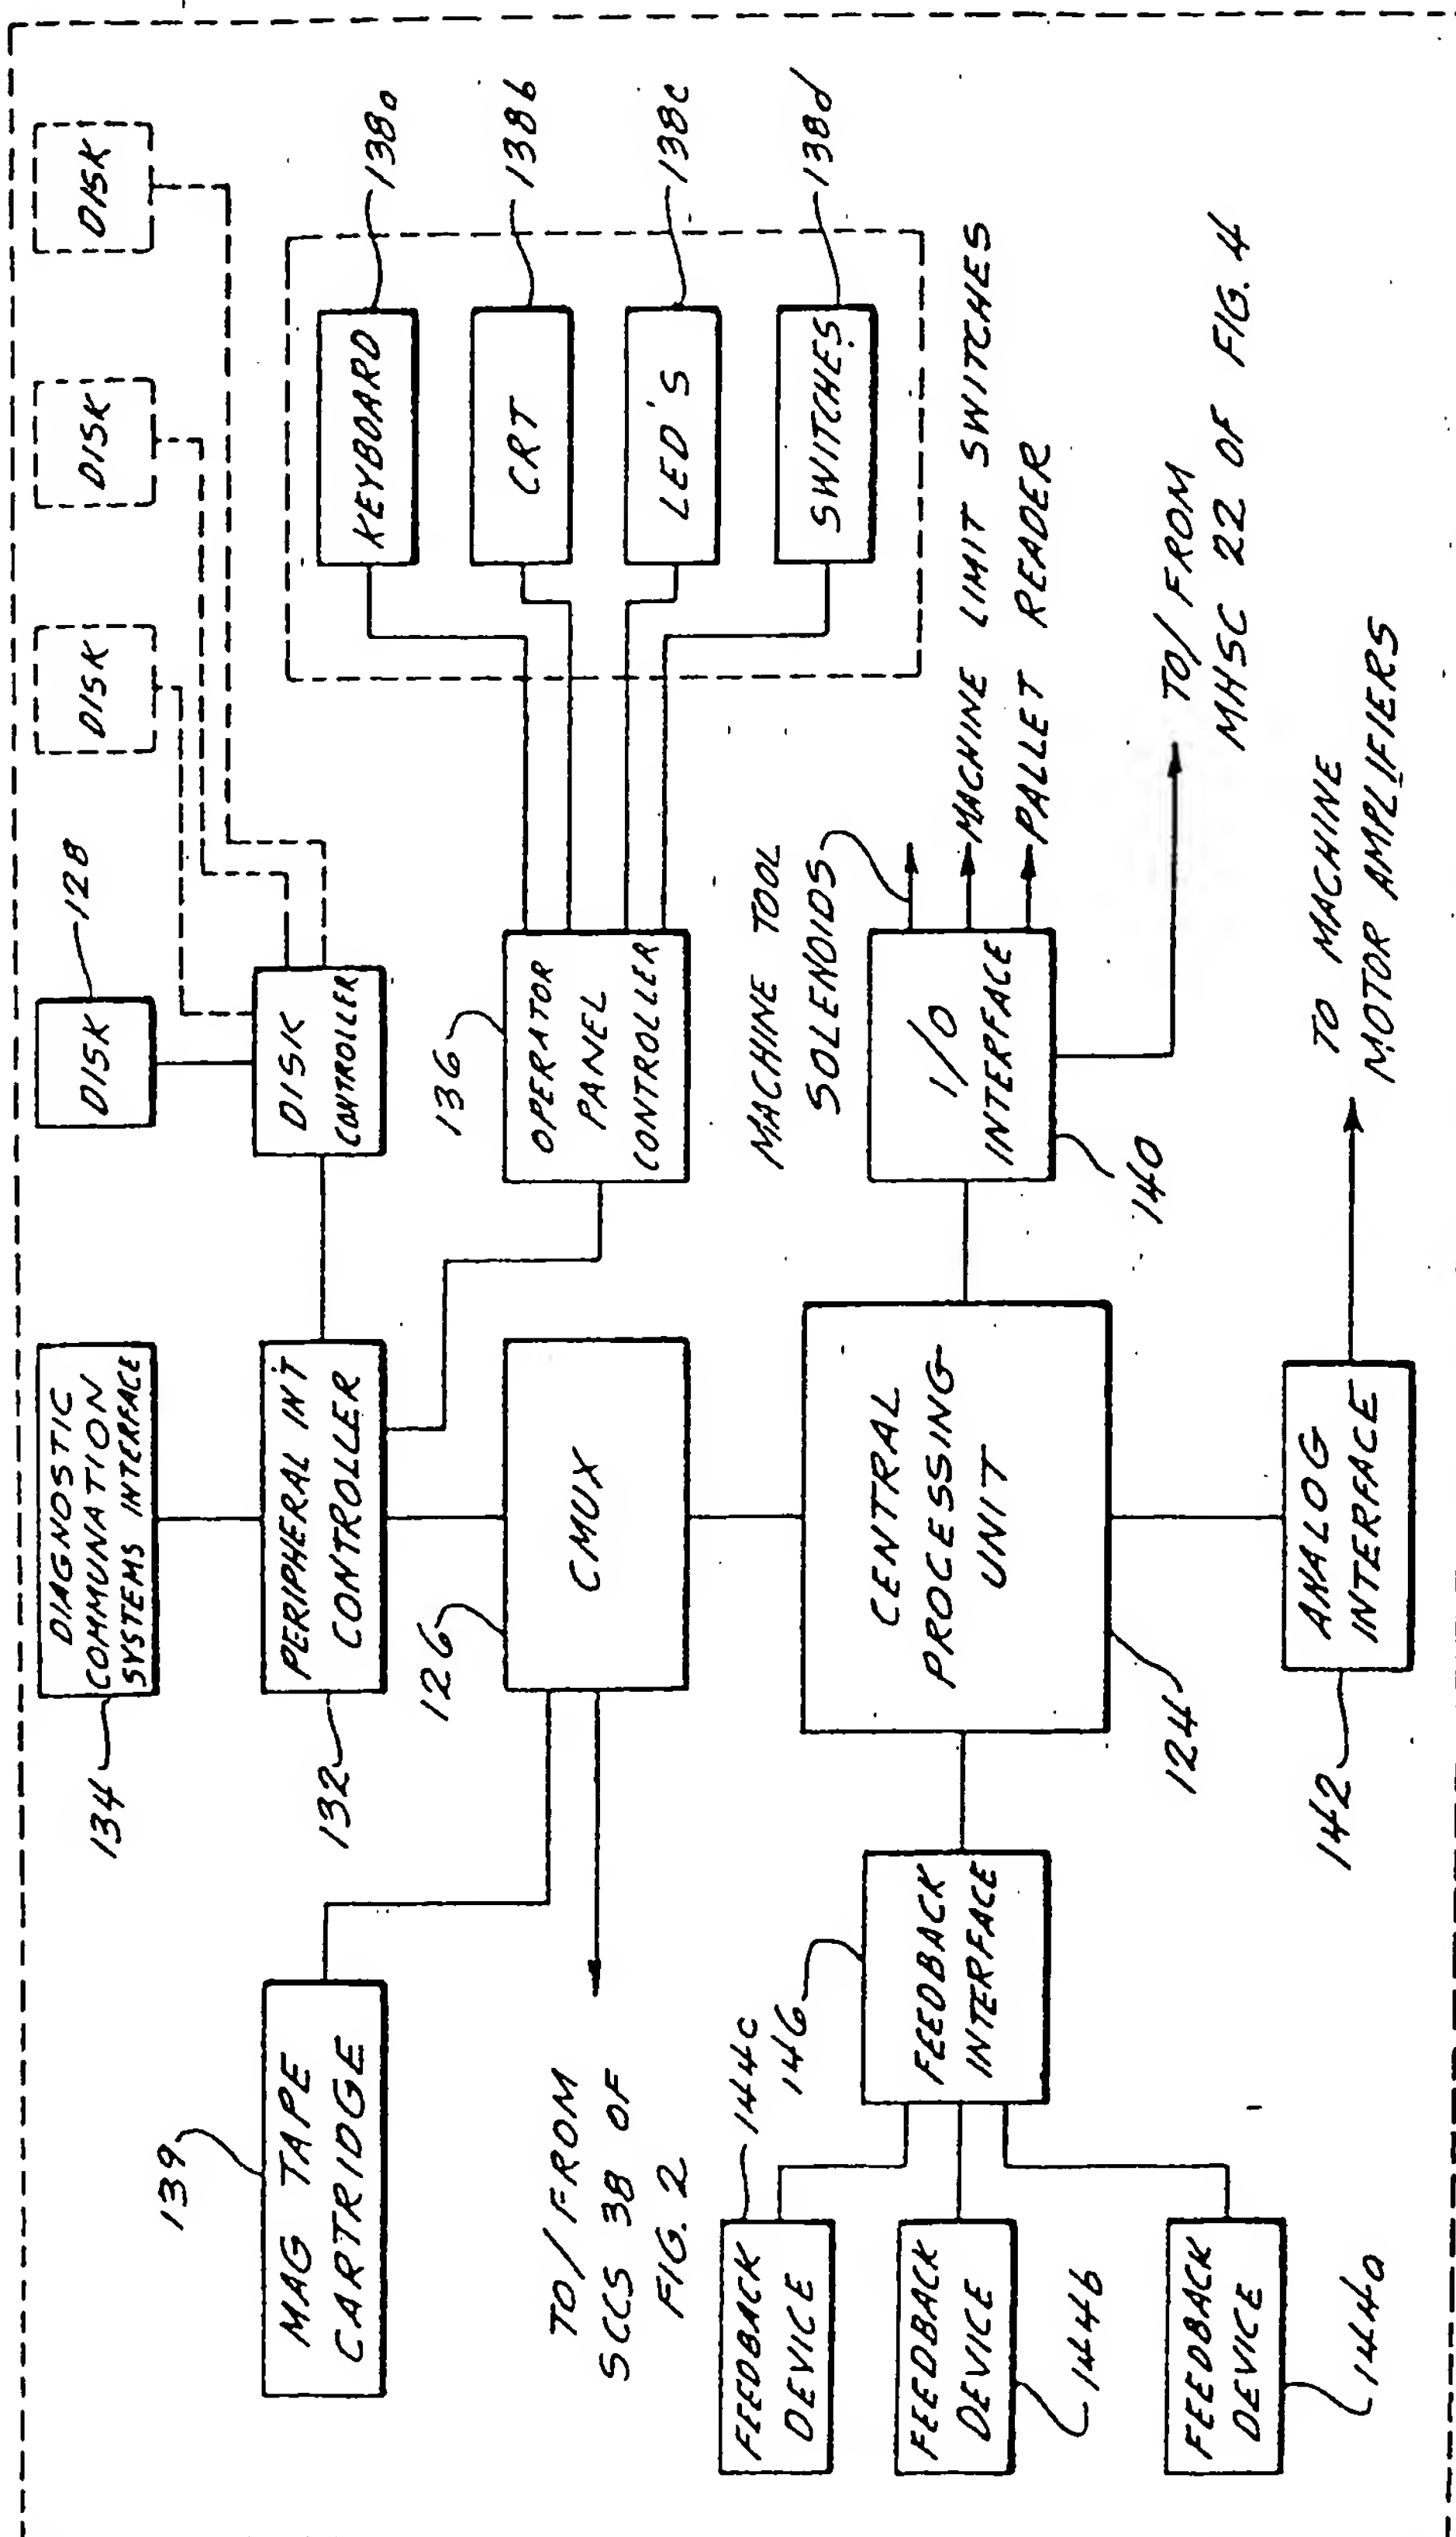 DISK
DISK
DISK
DISK
128
DIAGNOSTIC
COMMUNATION
SYSTEMS INTERFACE
134
DISK
CONTROLLER
PERIPHERAL INT
CONTROLLER
132
MAG TAPE
CARTRIDGE
139
KEYBOARD
138a
CRT
138b
LED'S
138c
SWITCHES
138d
OPERATOR
PANEL
CONTROLLER
136
CMUX
126
TO/FROM
SCCS 38 OF
FIG. 2
MACHINE TOOL
SOLENOIDS
MACHINE LIMIT SWITCHES
PALLET READER
I/O
INTERFACE
140
TO/FROM
MHSC 22 OF FIG. 4
CENTRAL
PROCESSING
UNIT
124
FEEDBACK
INTERFACE
146
FEEDBACK
DEVICE
144c
FEEDBACK
DEVICE
144b
FEEDBACK
DEVICE
144a
ANALOG
INTERFACE
142
TO MACHINE
MOTOR AMPLIFIERS